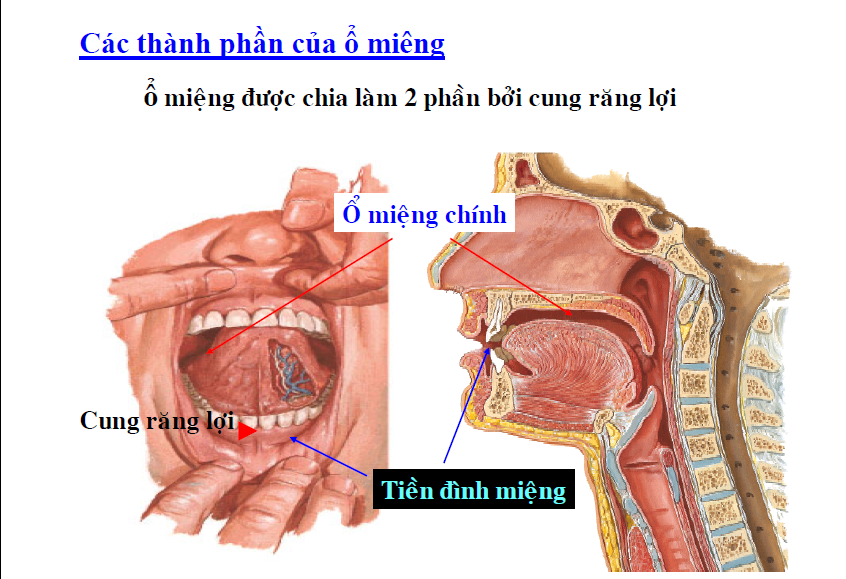 Các thành phần của ổ miêng
ổ miệng được chia làm 2 phần bởi cung răng lợi
Ổ miệng chính
Cung răng lợi
Tiền đình miệng